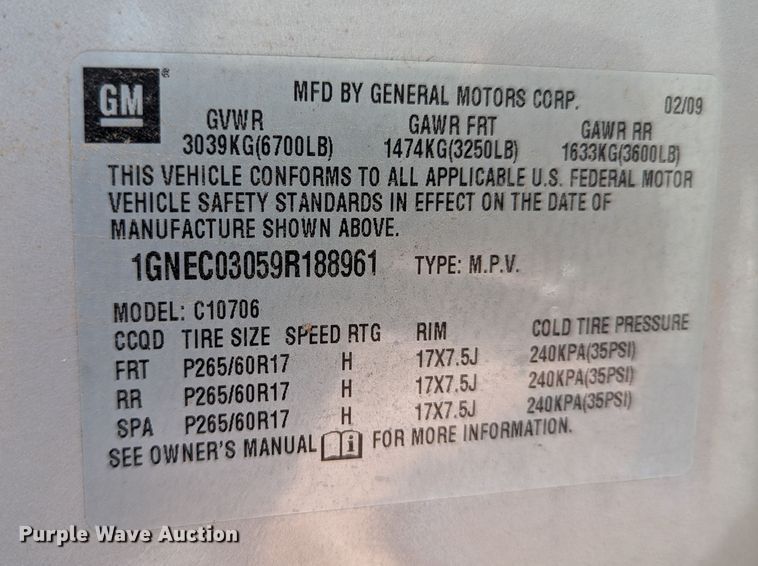 GM®
MFD BY GENERAL MOTORS CORP. 02/09
GVWR GAWR FRT GAWR RR
3039KG(6700LB) 1474KG(3250LB) 1633KG(3600LB)
THIS VEHICLE CONFORMS TO ALL APPLICABLE U.S. FEDERAL MOTOR
VEHICLE SAFETY STANDARDS IN EFFECT ON THE DATE OF
MANUFACTURE SHOWN ABOVE.
1GNEC03059R188961 TYPE: M.P.V.
MODEL: C10706
CCQD TIRE SIZE SPEED RTG RIM COLD TIRE PRESSURE
FRT P265/60R17 H 17X7.5J 240KPA(35PSI)
RR P265/60R17 H 17X7.5J 240KPA(35PSI)
SPA P265/60R17 H 17X7.5J 240KPA(35PSI)
SEE OWNER'S MANUAL i FOR MORE INFORMATION.
Purple Wave Auction